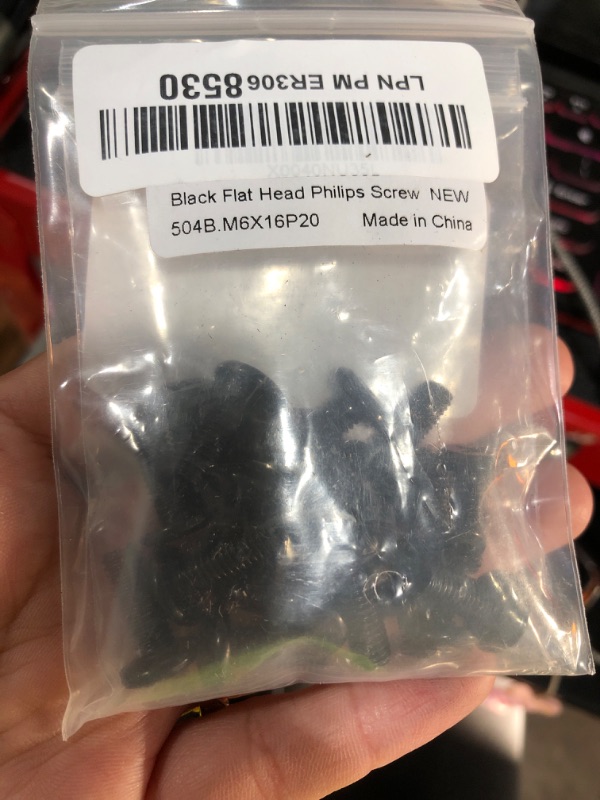 LPN PM ER3068530
Black Flat Head Philips Screw NEW
504B.M6X16P20 Made in China